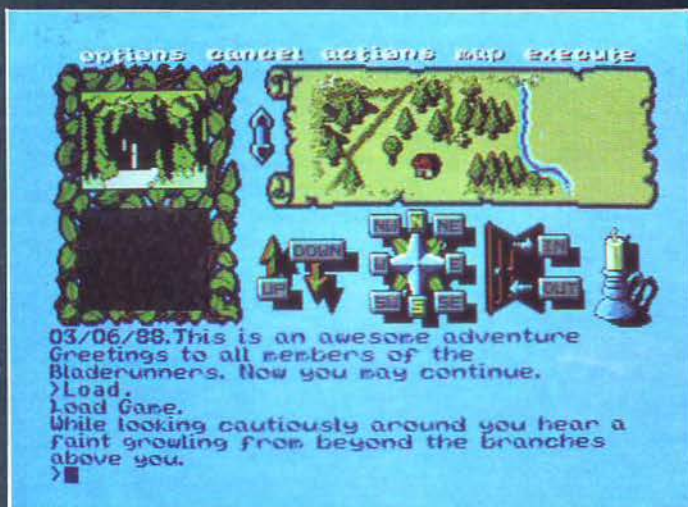 options cancel actions map execute
NW N NE
DOWN
W E
IN
UP
SW S SE
OUT
03/06/88.This is an awesome adventure
Greetings to all members of the
Bladerunners. Now you may continue.
>Load.
Load Game.
While looking cautiously around you hear a
faint growling from beyond the branches
above you.
>